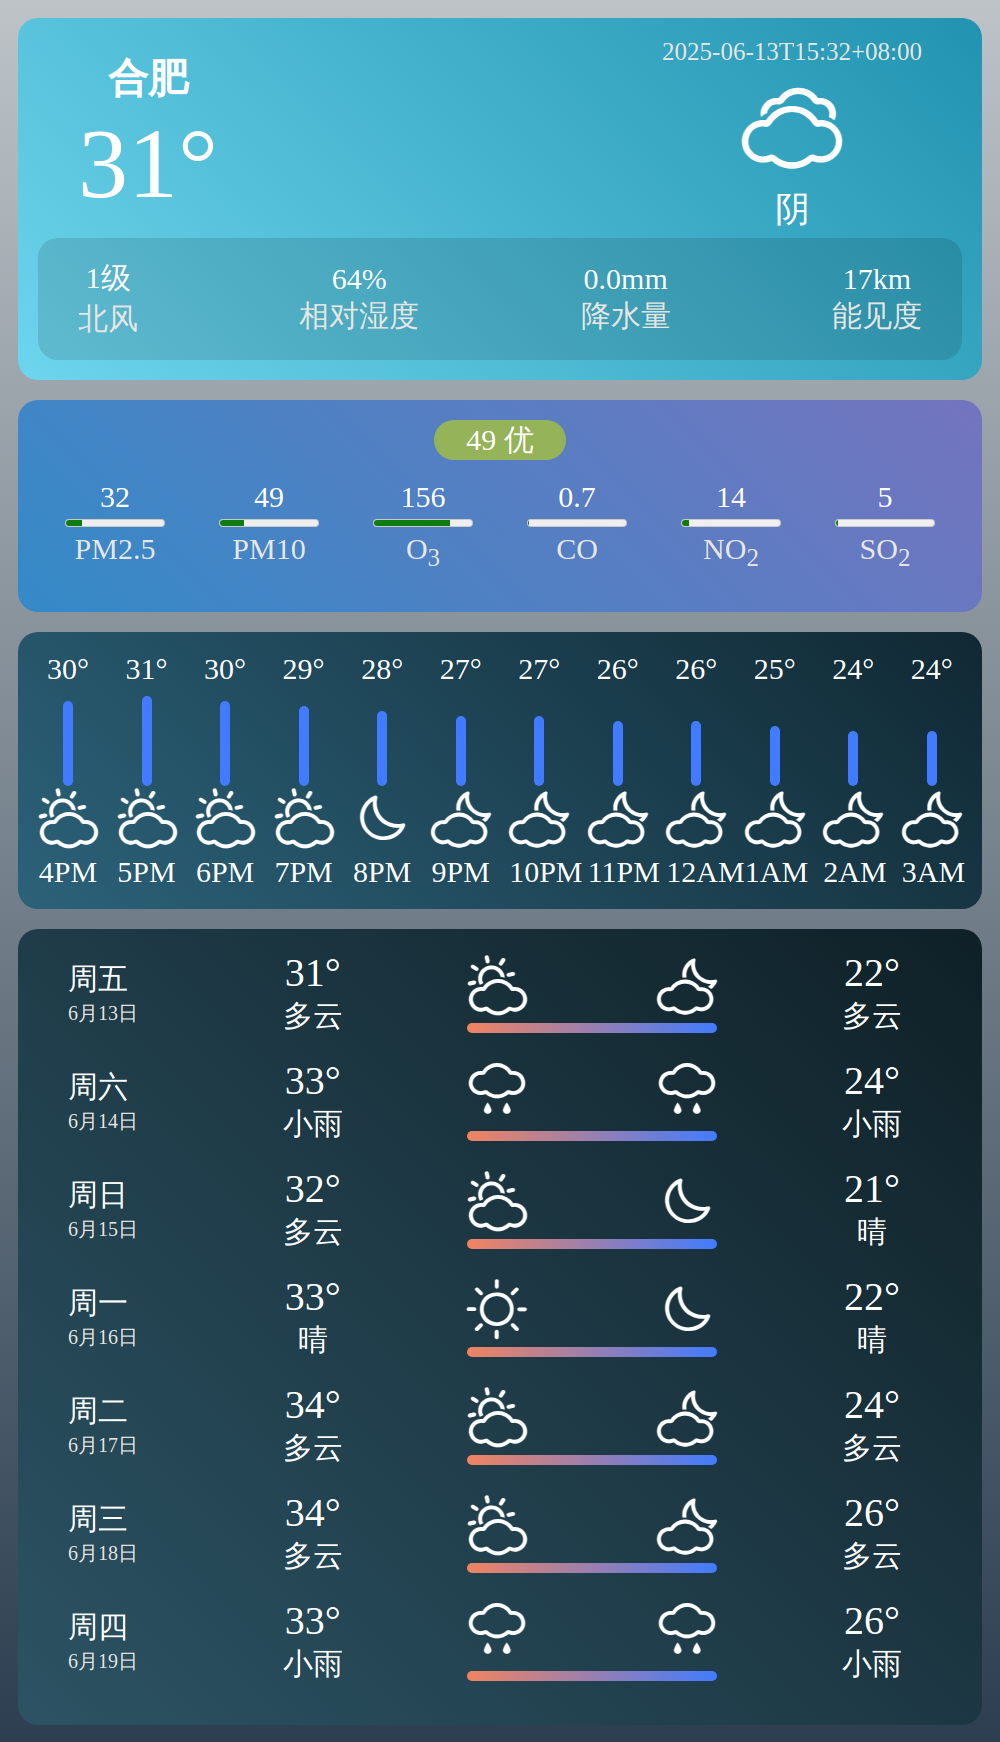 合肥
2025-06-13T15:32+08:00
31°
阴
1级 64% 0.0mm 17km
北风 相对湿度 降水量 能见度
49 优
32 49 156 0.7 14 5
PM2.5 PM10 O3 CO NO2 SO2
30° 31° 30° 29° 28° 27° 27° 26° 26° 25° 24° 24°
4PM 5PM 6PM 7PM 8PM 9PM 10PM 11PM 12AM 1AM 2AM 3AM
周五 31° 22°
6月13日 多云 多云
周六 33° 24°
6月14日 小雨 小雨
周日 32° 21°
6月15日 多云 晴
周一 33° 22°
6月16日 晴 晴
周二 34° 24°
6月17日 多云 多云
周三 34° 26°
6月18日 多云 多云
周四 33° 26°
6月19日 小雨 小雨